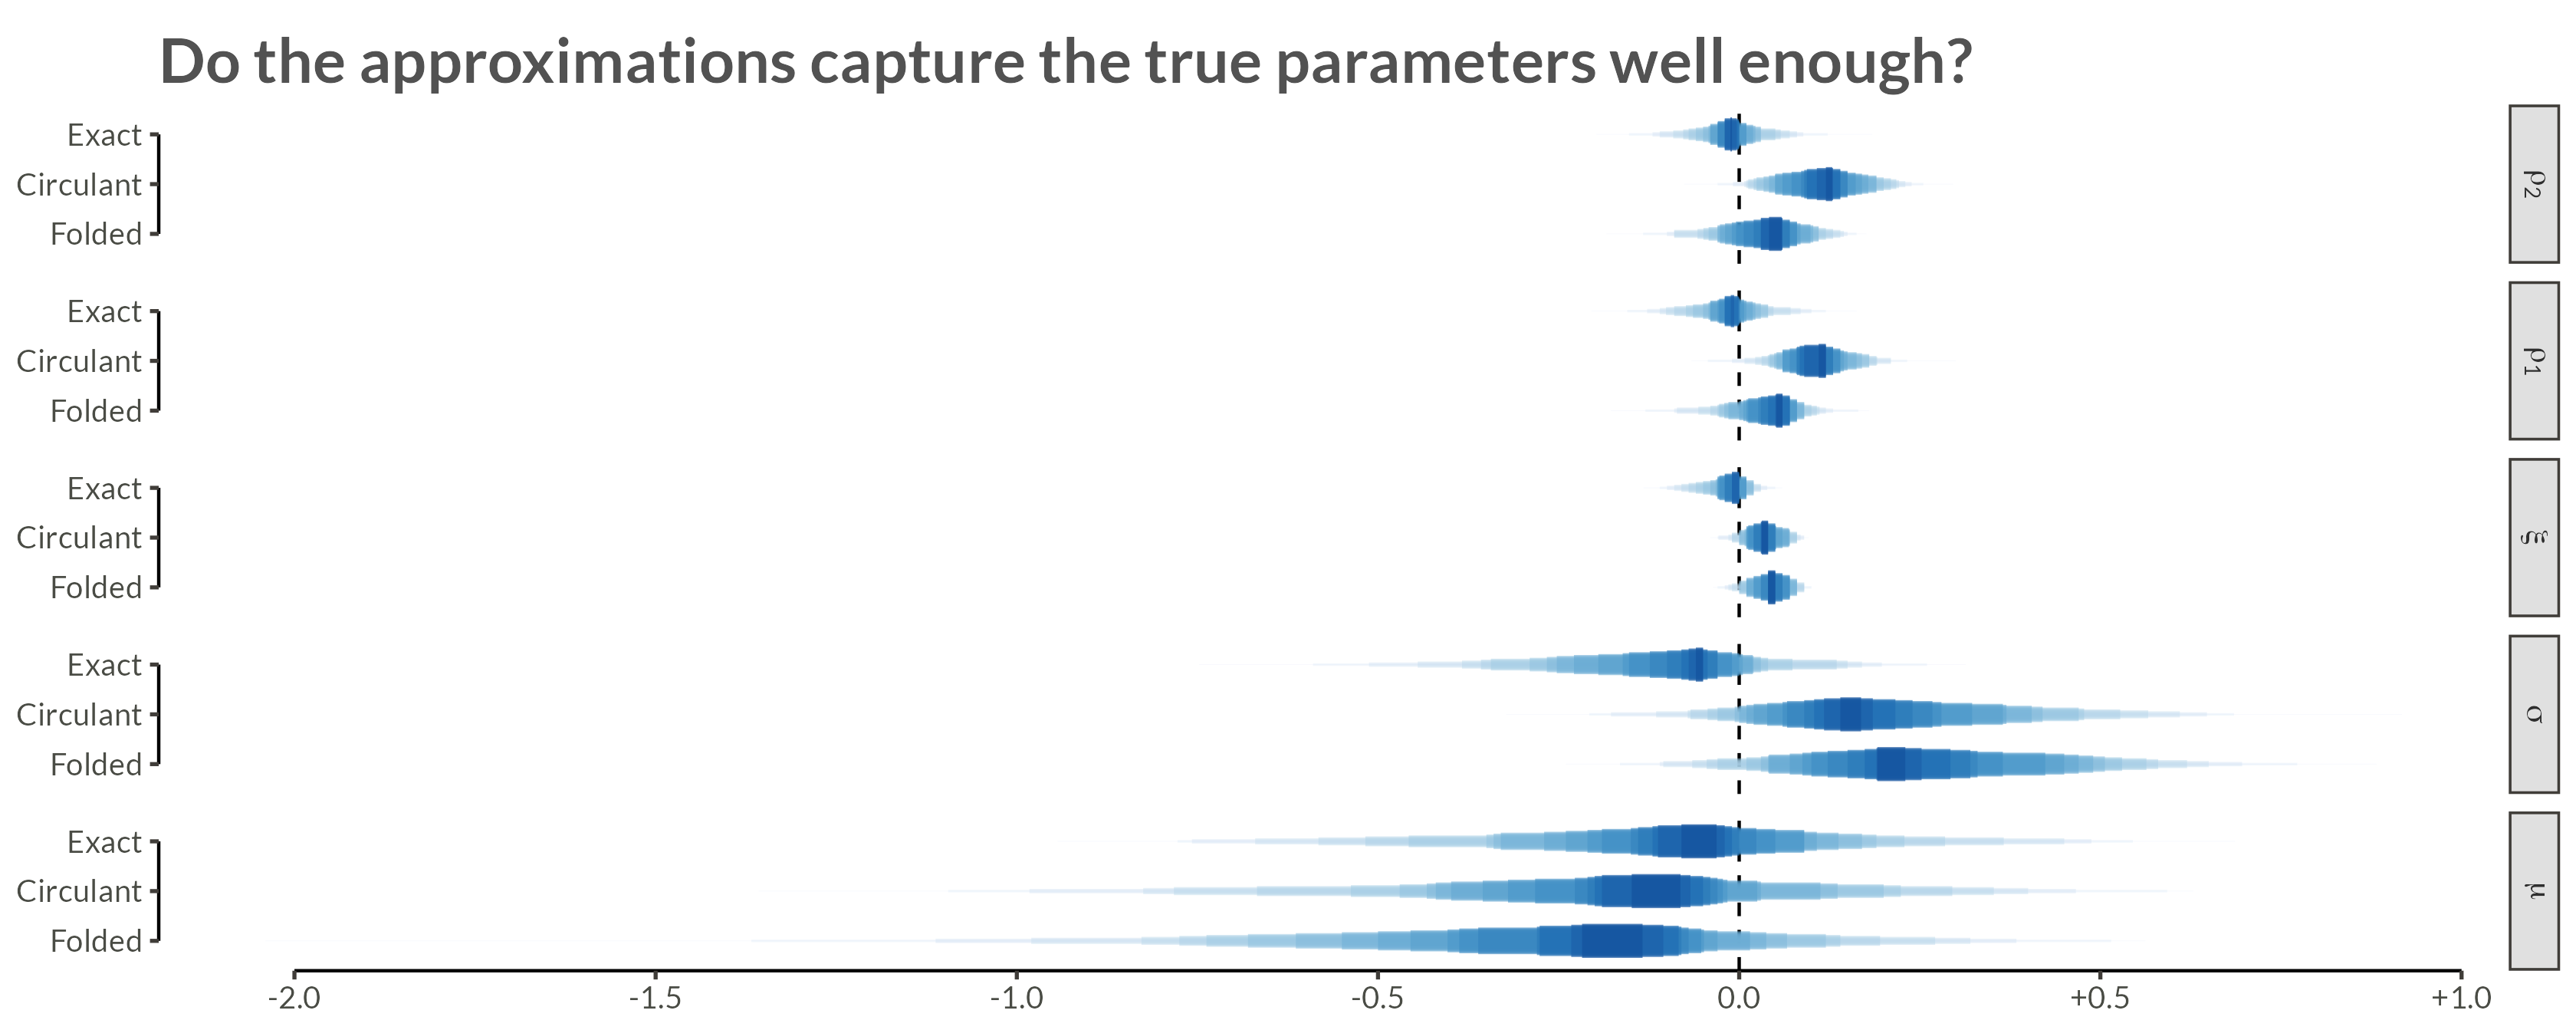 Do the approximations capture the true parameters well enough?
Exact
Circulant
Folded
ρ2
Exact
Circulant
Folded
ρ1
Exact
Circulant
Folded
ξ
Exact
Circulant
Folded
σ
Exact
Circulant
Folded
μ
-2.0 -1.5 -1.0 -0.5 0.0 +0.5 +1.0